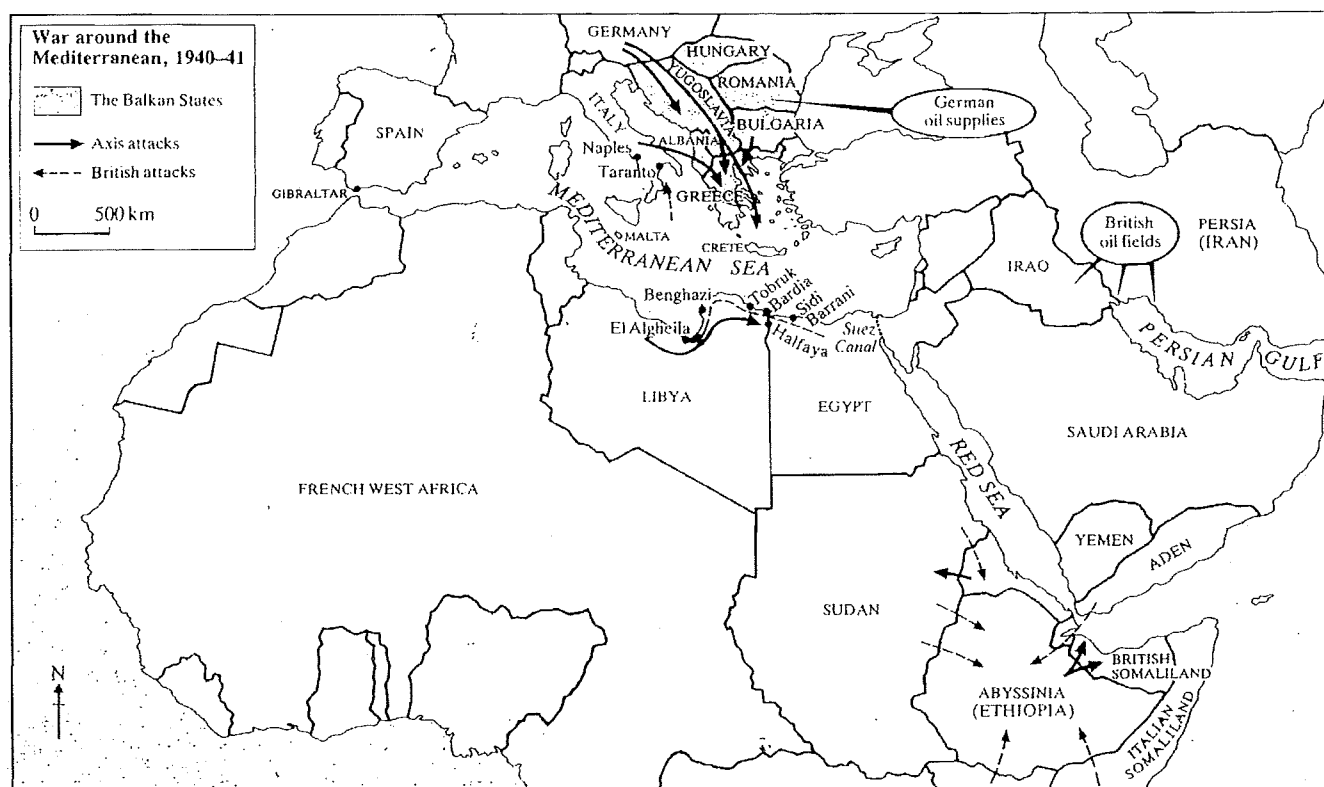 War around the
Mediterranean, 1940–41
The Balkan States
Axis attacks
British attacks
0 500 km
GERMANY
HUNGARY
YUGOSLAVIA
ROMANIA
German
oil supplies
ITALY
BULGARIA
SPAIN
ALBANIA
Naples
Taranto
GIBRALTAR
GREECE
MEDITERRANEAN SEA
MALTA
CRETE
British
oil fields
PERSIA
(IRAN)
IRAQ
Benghazi
Tobruk
Bardia
Sidi
Barrani
El Algheila
Halfaya
Suez
Canal
PERSIAN GULF
LIBYA
EGYPT
SAUDI ARABIA
FRENCH WEST AFRICA
RED SEA
YEMEN
ADEN
SUDAN
N
BRITISH
SOMALILAND
ABYSSINIA
(ETHIOPIA)
ITALIAN
SOMALILAND